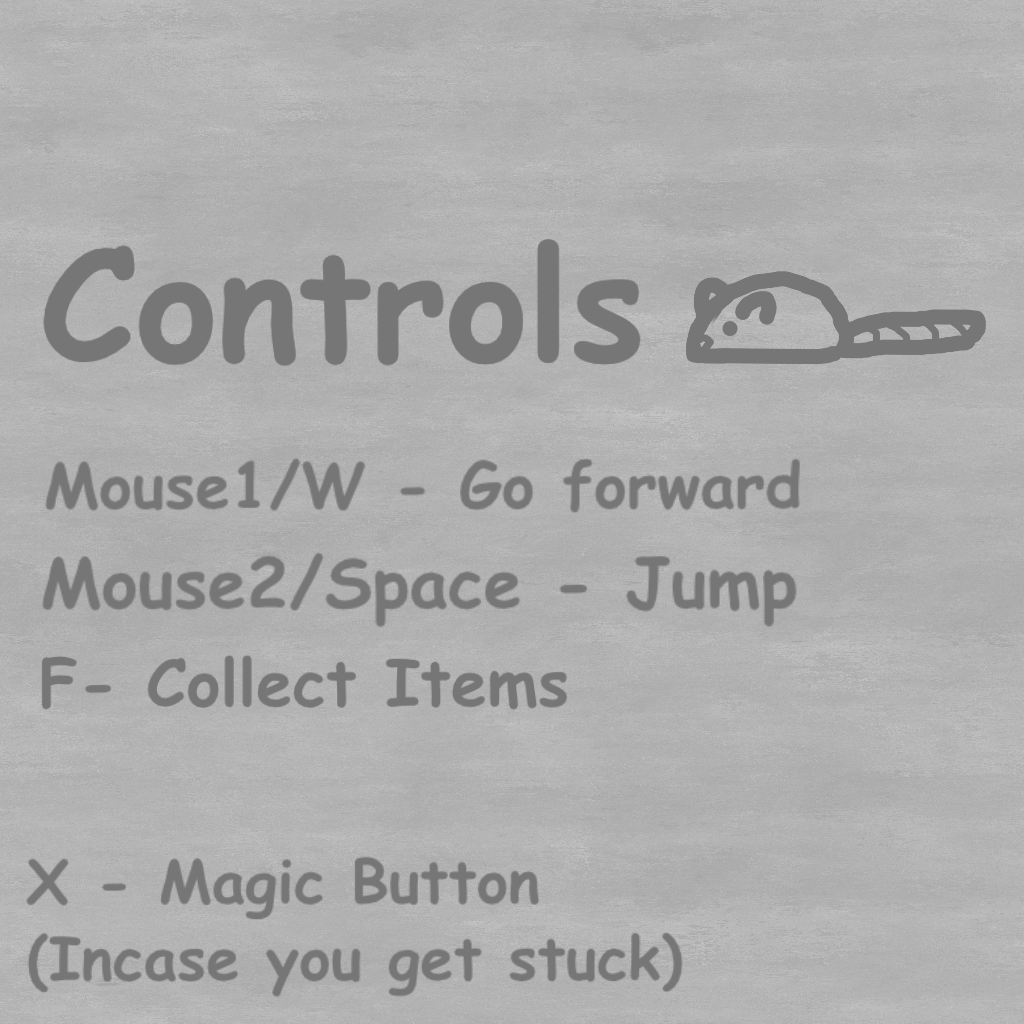 Controls
Mouse1/W - Go forward
Mouse2/Space - Jump
F- Collect Items
X - Magic Button
(Incase you get stuck)